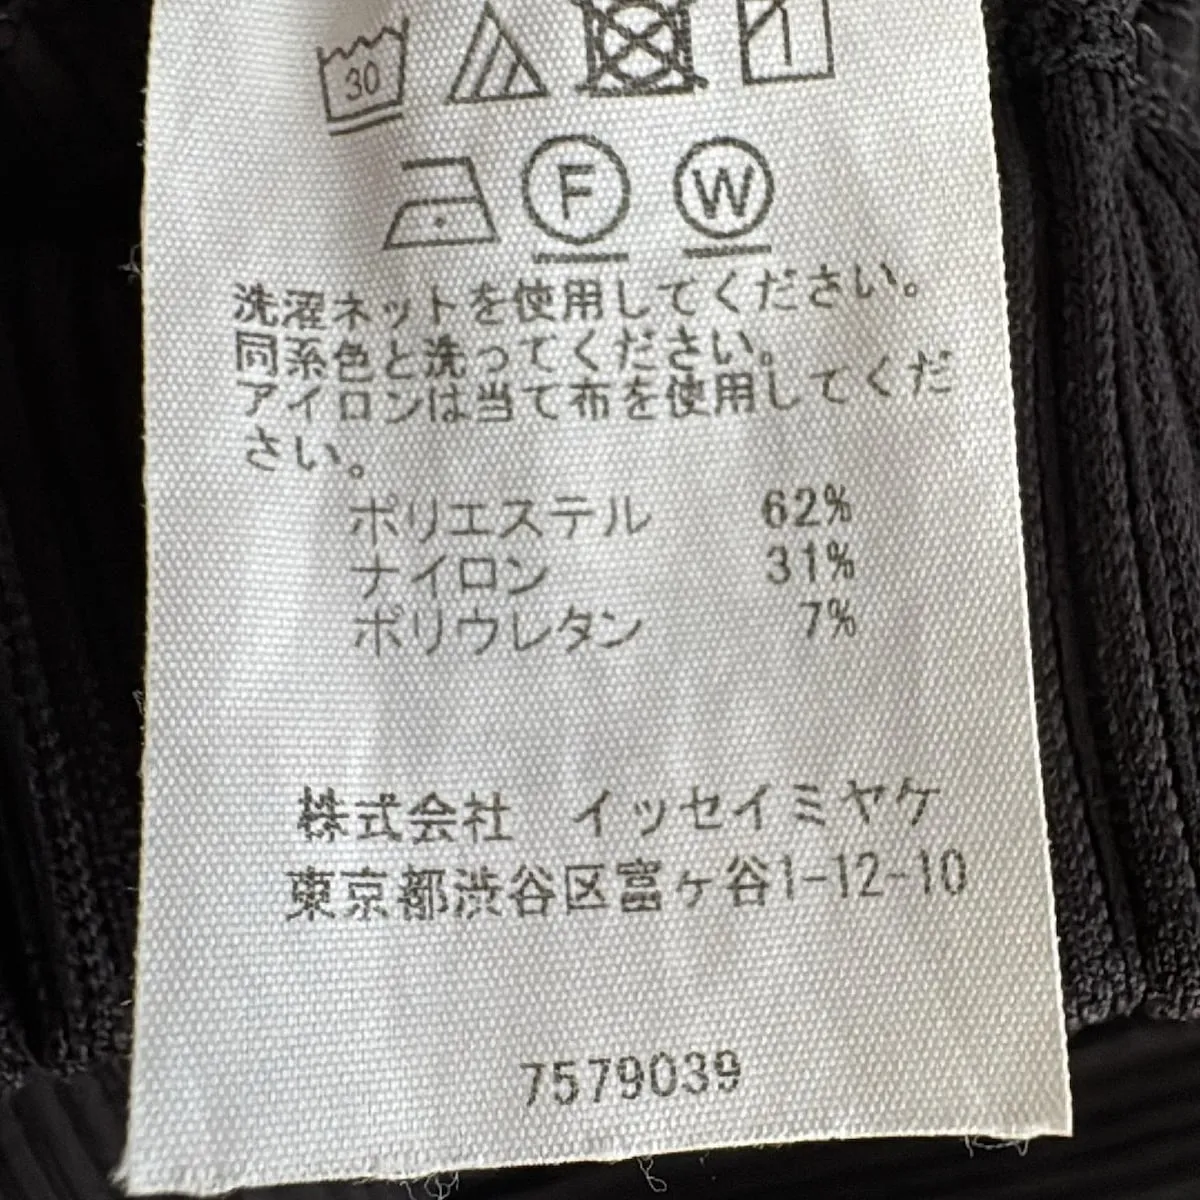 30
F W
洗濯ネットを使用してください。
同系色と洗ってください。
アイロンは当て布を使用してくだ
さい。
ポリエステル 62%
ナイロン 31%
ポリウレタン 7%
株式会社 イッセイミヤケ
東京都渋谷区富ヶ谷1-12-10
7579039